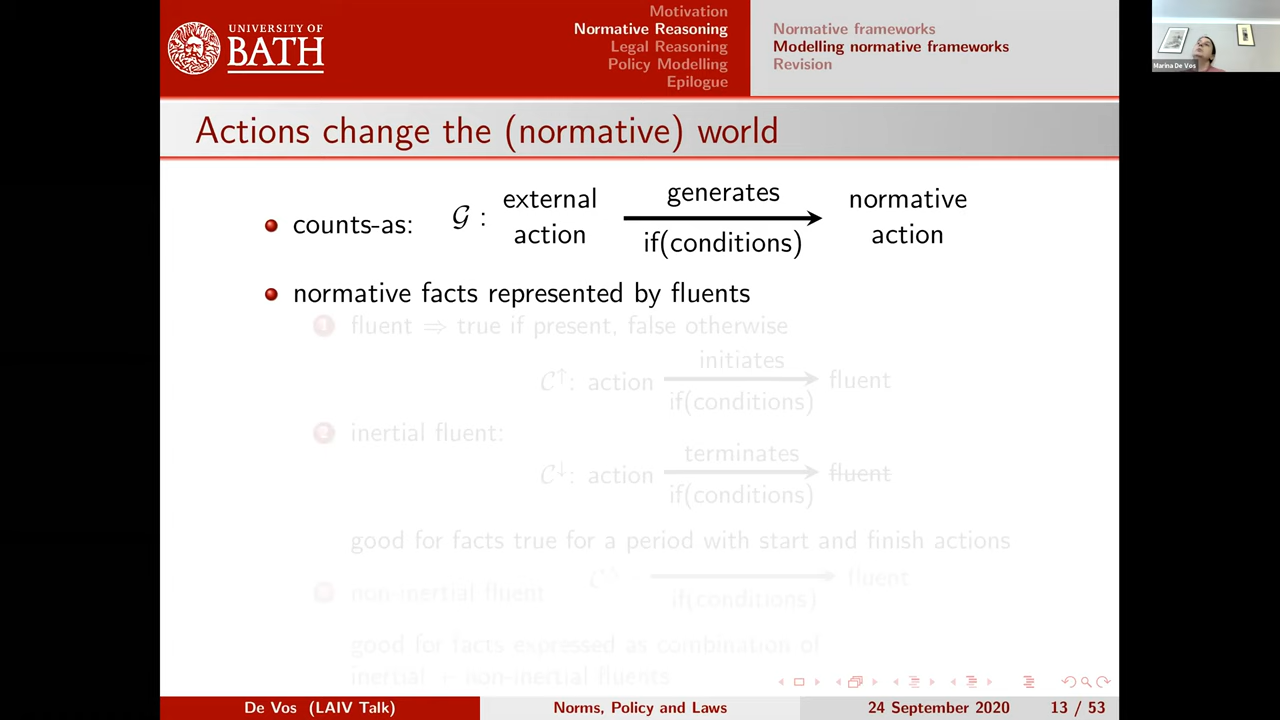 UNIVERSITY OF
BATH
Motivation
Normative Reasoning
Legal Reasoning
Policy Modelling
Epilogue
Normative frameworks
Modelling normative frameworks
Revision
Marina De Vos
Actions change the (normative) world
counts-as: 𝒢 : external action generates if(conditions) normative action
normative facts represented by fluents
1 fluent ⇒ true if present, false otherwise
𝒞↑: action initiates if(conditions) fluent
2 inertial fluent:
𝒞↓: action terminates if(conditions) fluent
good for facts true for a period with start and finish actions
non-inertial fluent if(conditions) fluent
good for facts expressed as combination of
inertial + non-inertial fluents
De Vos (LAIV Talk)
Norms, Policy and Laws
24 September 2020
13 / 53